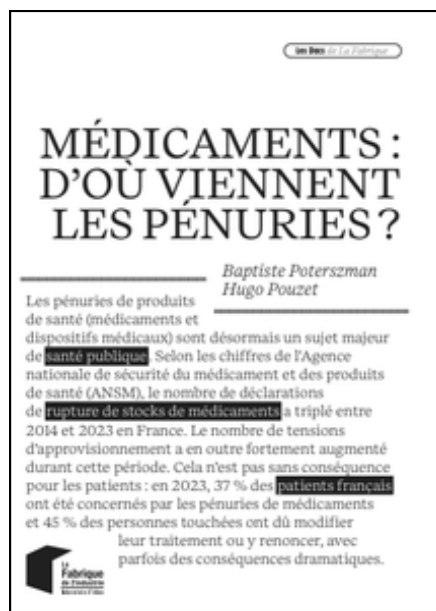 Les Docs de La Fabrique
MÉDICAMENTS :
D’OÙ VIENNENT
LES PÉNURIES ?
Baptiste Poterszman
Hugo Pouzet
Les pénuries de produits
de santé (médicaments et
dispositifs médicaux) sont désormais un sujet majeur
de santé publique. Selon les chiffres de l’Agence
nationale de sécurité du médicament et des produits
de santé (ANSM), le nombre de déclarations
de rupture de stocks de médicaments a triplé entre
2014 et 2023 en France. Le nombre de tensions
d’approvisionnement a en outre fortement augmenté
durant cette période. Cela n’est pas sans conséquence
pour les patients : en 2023, 37 % des patients français
ont été concernés par les pénuries de médicaments
et 45 % des personnes touchées ont dû modifier
leur traitement ou y renoncer, avec
parfois des conséquences dramatiques.
La
Fabrique
de l’industrie